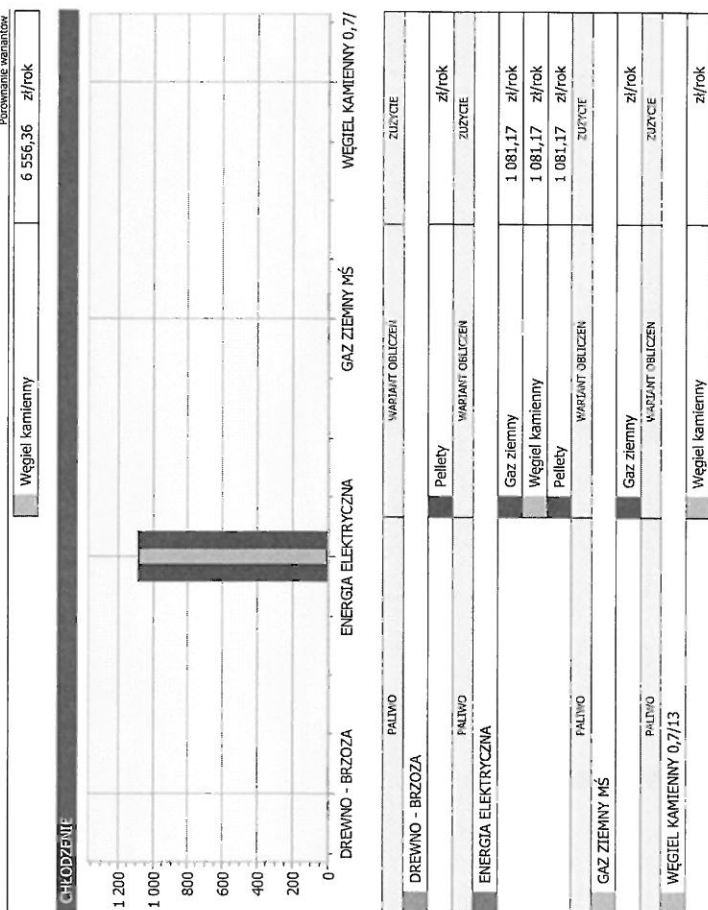 Porównanie wariantów
Węgiel kamienny 6 556,36 zł/rok
CHŁODZENIE
1 200
1 000
800
600
400
200
0
DREWNO - BRZOZA ENERGIA ELEKTRYCZNA GAZ ZIEMNY MŚ WĘGIEL KAMIENNY 0,7/
PALIWO WARIANT OBLICZEŃ ZUŻYCIE
DREWNO - BRZOZA
Pellety zł/rok
PALIWO WARIANT OBLICZEŃ ZUŻYCIE
ENERGIA ELEKTRYCZNA
Gaz ziemny 1 081,17 zł/rok
Węgiel kamienny 1 081,17 zł/rok
Pellety 1 081,17 zł/rok
PALIWO WARIANT OBLICZEŃ ZUŻYCIE
GAZ ZIEMNY MŚ
Gaz ziemny zł/rok
PALIWO WARIANT OBLICZEŃ ZUŻYCIE
WĘGIEL KAMIENNY 0,7/13
Węgiel kamienny zł/rok